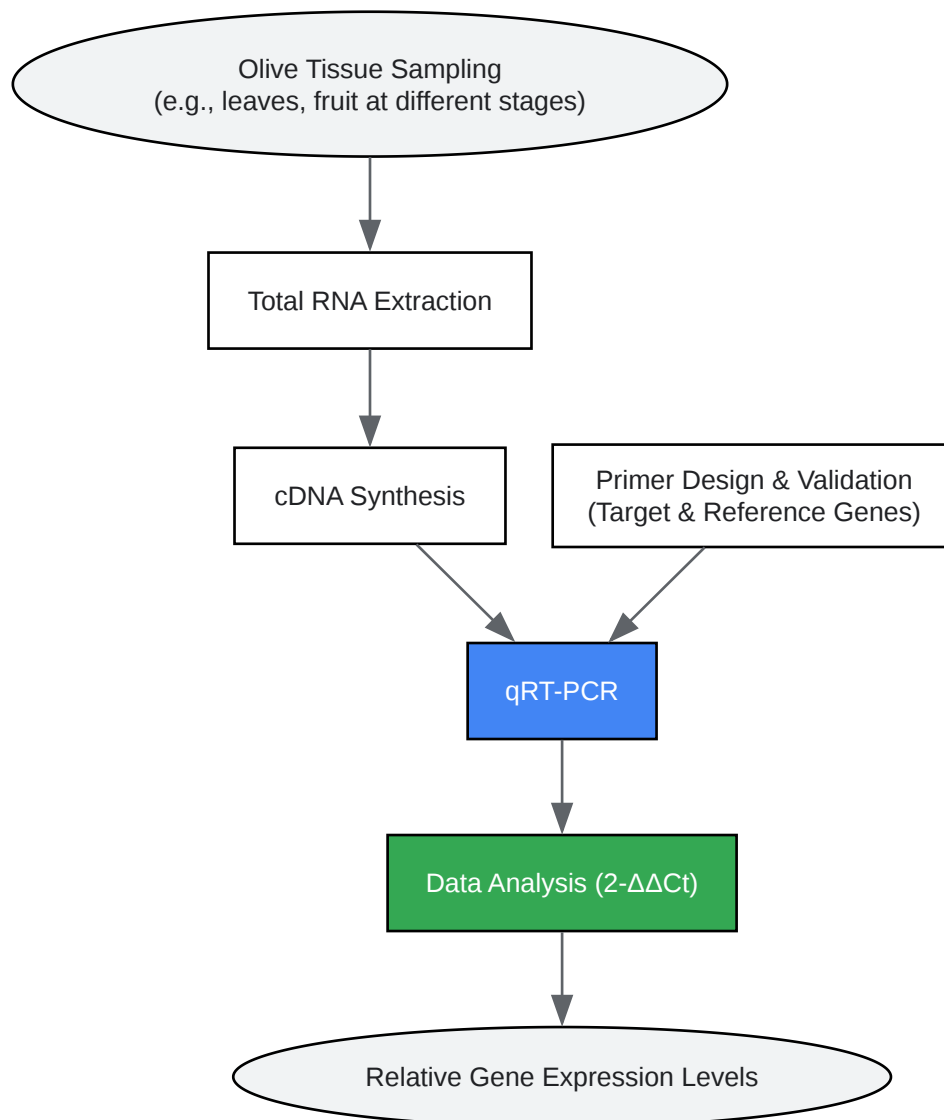 Olive Tissue Sampling
(e.g., leaves, fruit at different stages)
Total RNA Extraction
cDNA Synthesis
Primer Design & Validation
(Target & Reference Genes)
qRT-PCR
Data Analysis (2-ΔΔCt)
Relative Gene Expression Levels